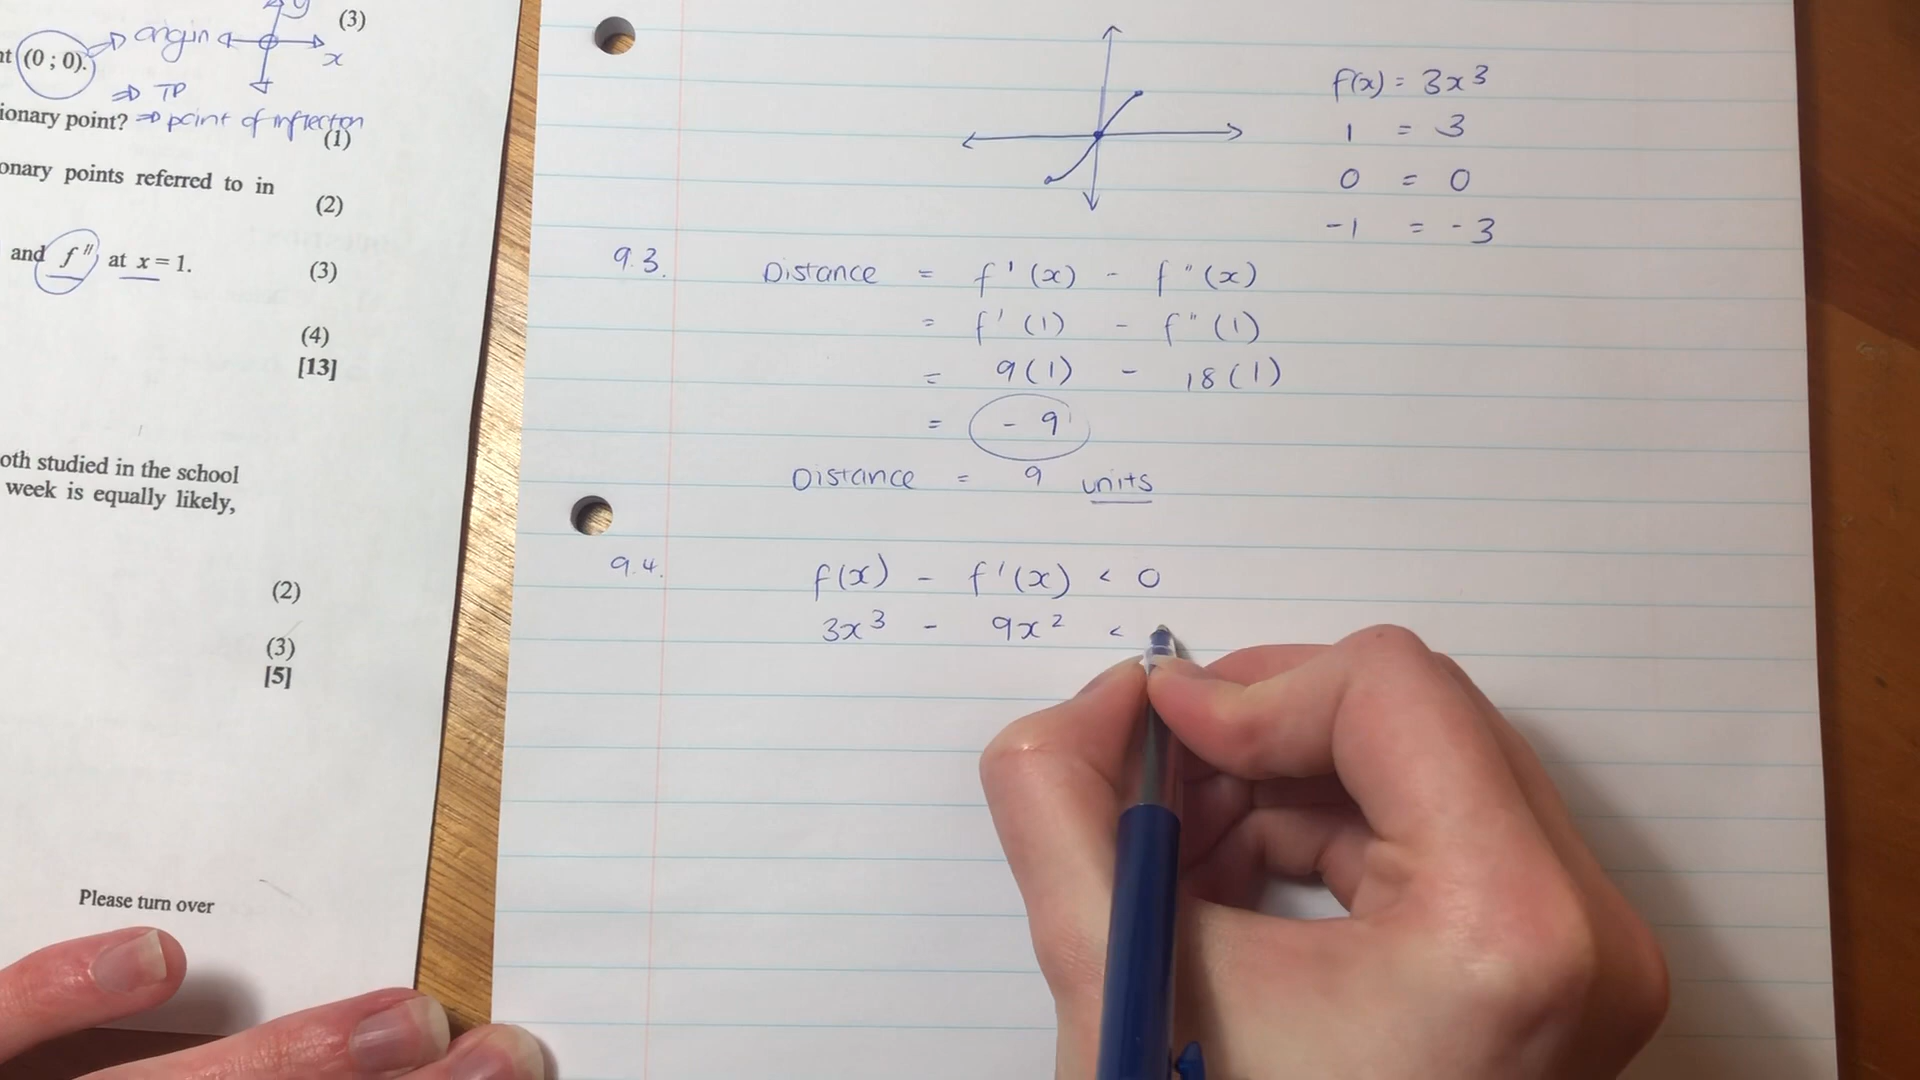 y
(3)
nt (0 ; 0). ⇒ origin x
⇒ TP
ionary point? ⇒ point of inflection
(1)
onary points referred to in
(2)
and f'' at x = 1.
(3)
(4)
[13]
oth studied in the school
week is equally likely,
(2)
(3)
[5]
Please turn over
f(x) = 3x³
1 = 3
0 = 0
-1 = -3
9.3. Distance = f'(x) - f''(x)
= f'(1) - f''(1)
= 9(1) - 18(1)
= -9
Distance = 9 units
9.4. f(x) - f'(x) < 0
3x³ - 9x² <